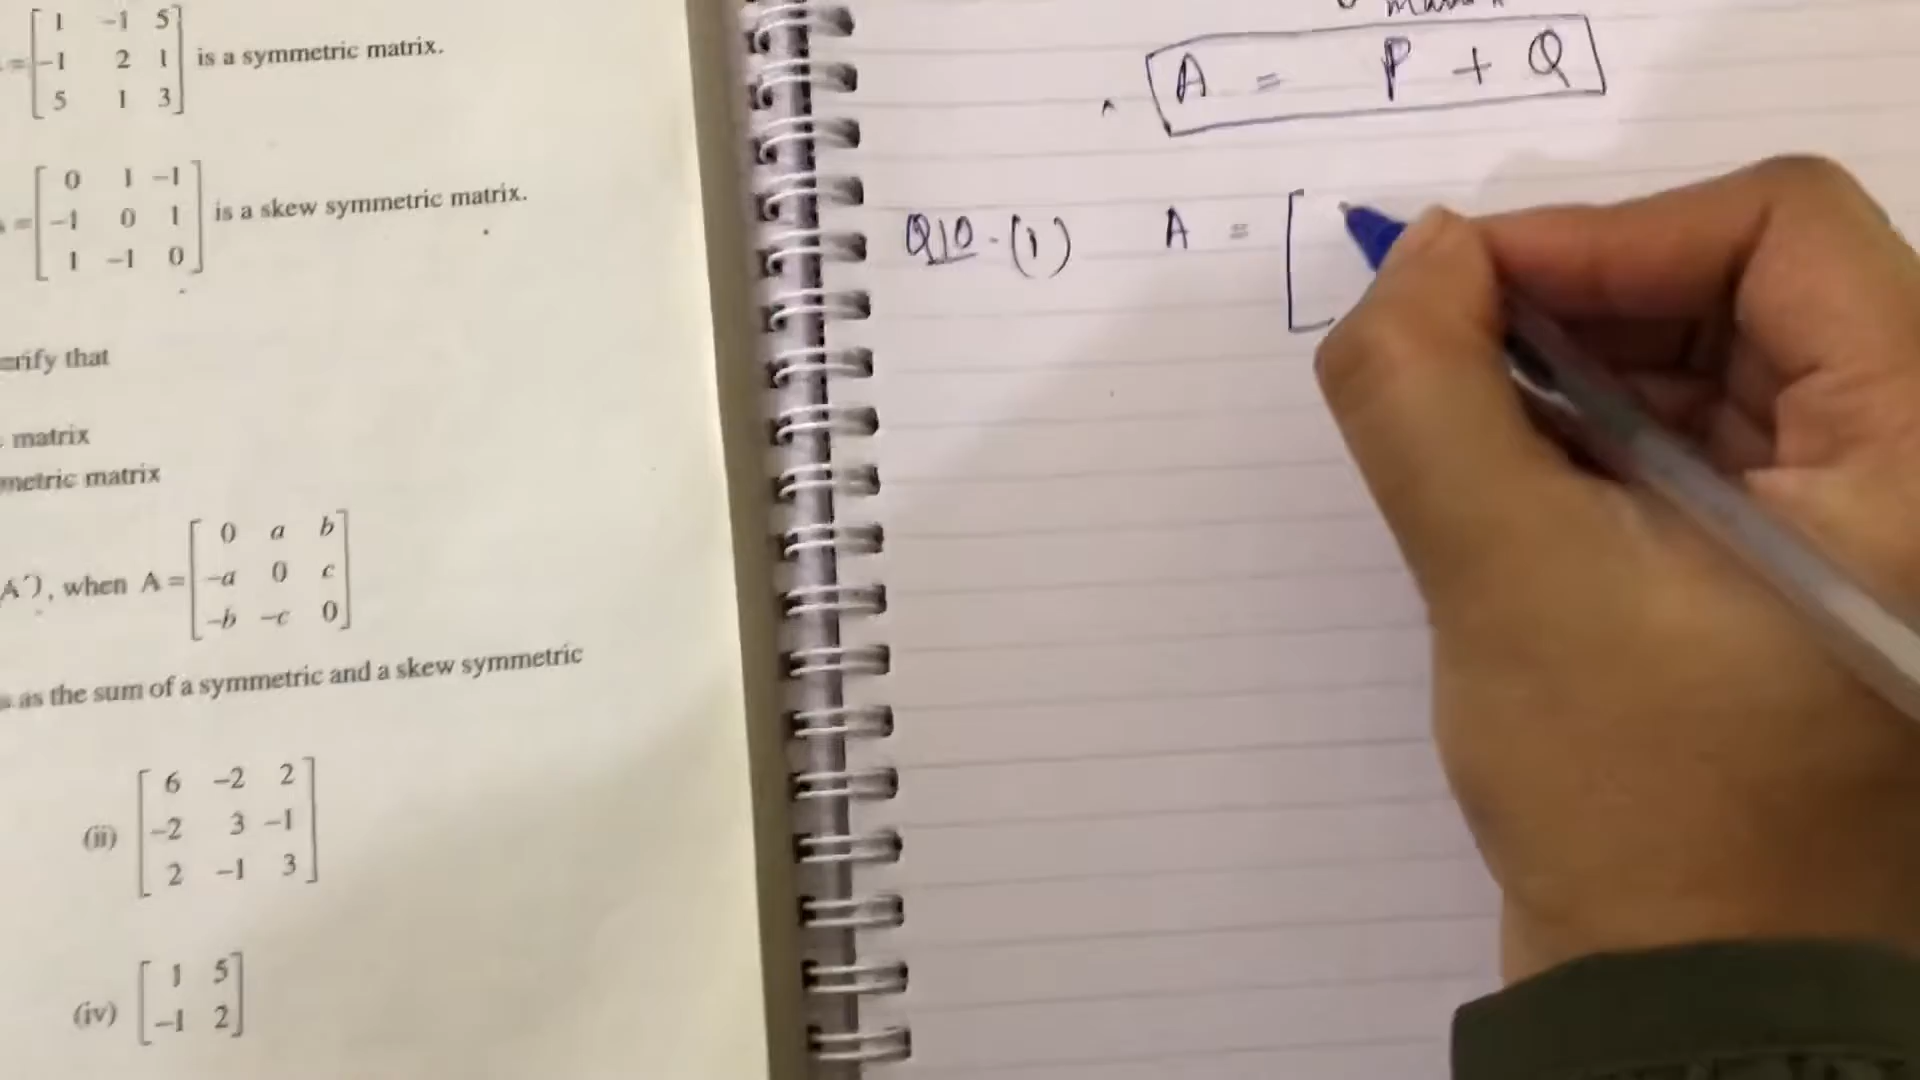 = [ 1 -1 5
-1 2 1
5 1 3 ] is a symmetric matrix.
= [ 0 1 -1
-1 0 1
1 -1 0 ] is a skew symmetric matrix.
that
matrix
matrix
A'), when A = [ 0 a b
-a 0 c
-b -c 0 ]
as the sum of a symmetric and a skew symmetric
(ii) [ 6 -2 2
-2 3 -1
2 -1 3 ]
(iv) [ 1 5
-1 2 ]
A = P + Q
Q10 - (1) A = [